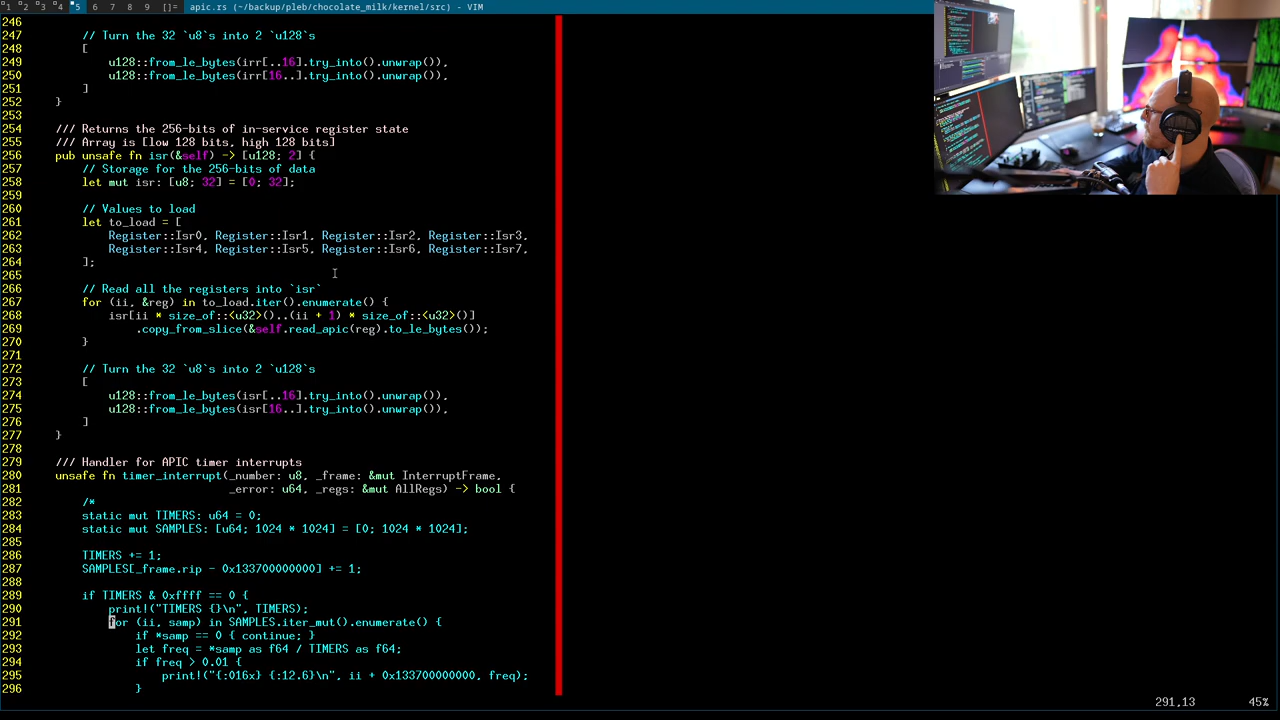 1 2 3 4 5 6 7 8 9 []= apic.rs (~/backup/pleb/chocolate_milk/kernel/src) - VIM
246
247 // Turn the 32 `u8`s into 2 `u128`s
248 [
249 u128::from_le_bytes(irr[..16].try_into().unwrap()),
250 u128::from_le_bytes(irr[16..].try_into().unwrap()),
251 ]
252 }
253
254 /// Returns the 256-bits of in-service register state
255 /// Array is [low 128 bits, high 128 bits]
256 pub unsafe fn isr(&self) -> [u128; 2] {
257 // Storage for the 256-bits of data
258 let mut isr: [u8; 32] = [0; 32];
259
260 // Values to load
261 let to_load = [
262 Register::Isr0, Register::Isr1, Register::Isr2, Register::Isr3,
263 Register::Isr4, Register::Isr5, Register::Isr6, Register::Isr7,
264 ];
265
266 // Read all the registers into `isr`
267 for (ii, &reg) in to_load.iter().enumerate() {
268 isr[ii * size_of::<u32>()..(ii + 1) * size_of::<u32>()]
269 .copy_from_slice(&self.read_apic(reg).to_le_bytes());
270 }
271
272 // Turn the 32 `u8`s into 2 `u128`s
273 [
274 u128::from_le_bytes(isr[..16].try_into().unwrap()),
275 u128::from_le_bytes(isr[16..].try_into().unwrap()),
276 ]
277 }
278
279 /// Handler for APIC timer interrupts
280 unsafe fn timer_interrupt(_number: u8, _frame: &mut InterruptFrame,
281 _error: u64, _regs: &mut AllRegs) -> bool {
282 /*
283 static mut TIMERS: u64 = 0;
284 static mut SAMPLES: [u64; 1024 * 1024] = [0; 1024 * 1024];
285
286 TIMERS += 1;
287 SAMPLES[_frame.rip - 0x133700000000] += 1;
288
289 if TIMERS & 0xffff == 0 {
290 print!("TIMERS {}\n", TIMERS);
291 for (ii, samp) in SAMPLES.iter_mut().enumerate() {
292 if *samp == 0 { continue; }
293 let freq = *samp as f64 / TIMERS as f64;
294 if freq > 0.01 {
295 print!("{:016x} {:12.6}\n", ii + 0x133700000000, freq);
296 }
291,13 45%